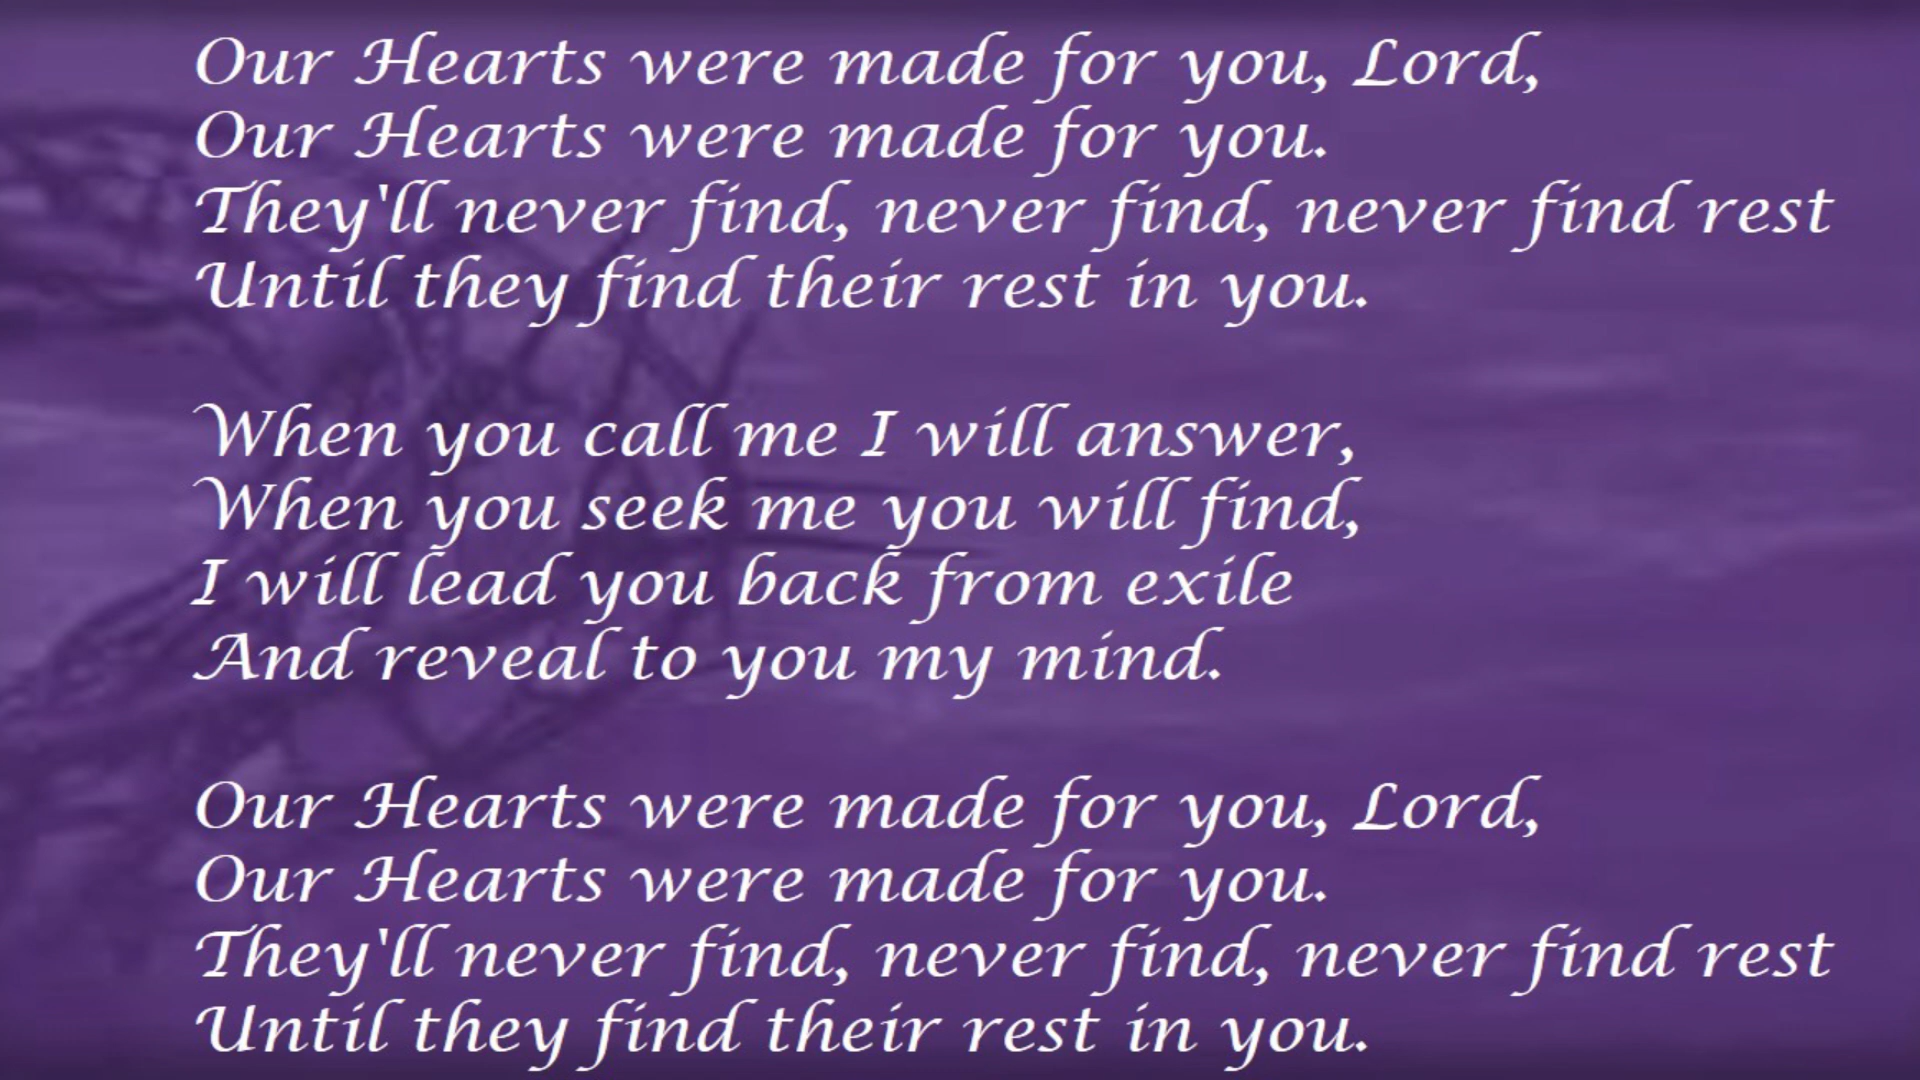 Our Hearts were made for you, Lord,
Our Hearts were made for you.
They'll never find, never find, never find rest
Until they find their rest in you.
When you call me I will answer,
When you seek me you will find,
I will lead you back from exile
And reveal to you my mind.
Our Hearts were made for you, Lord,
Our Hearts were made for you.
They'll never find, never find, never find rest
Until they find their rest in you.